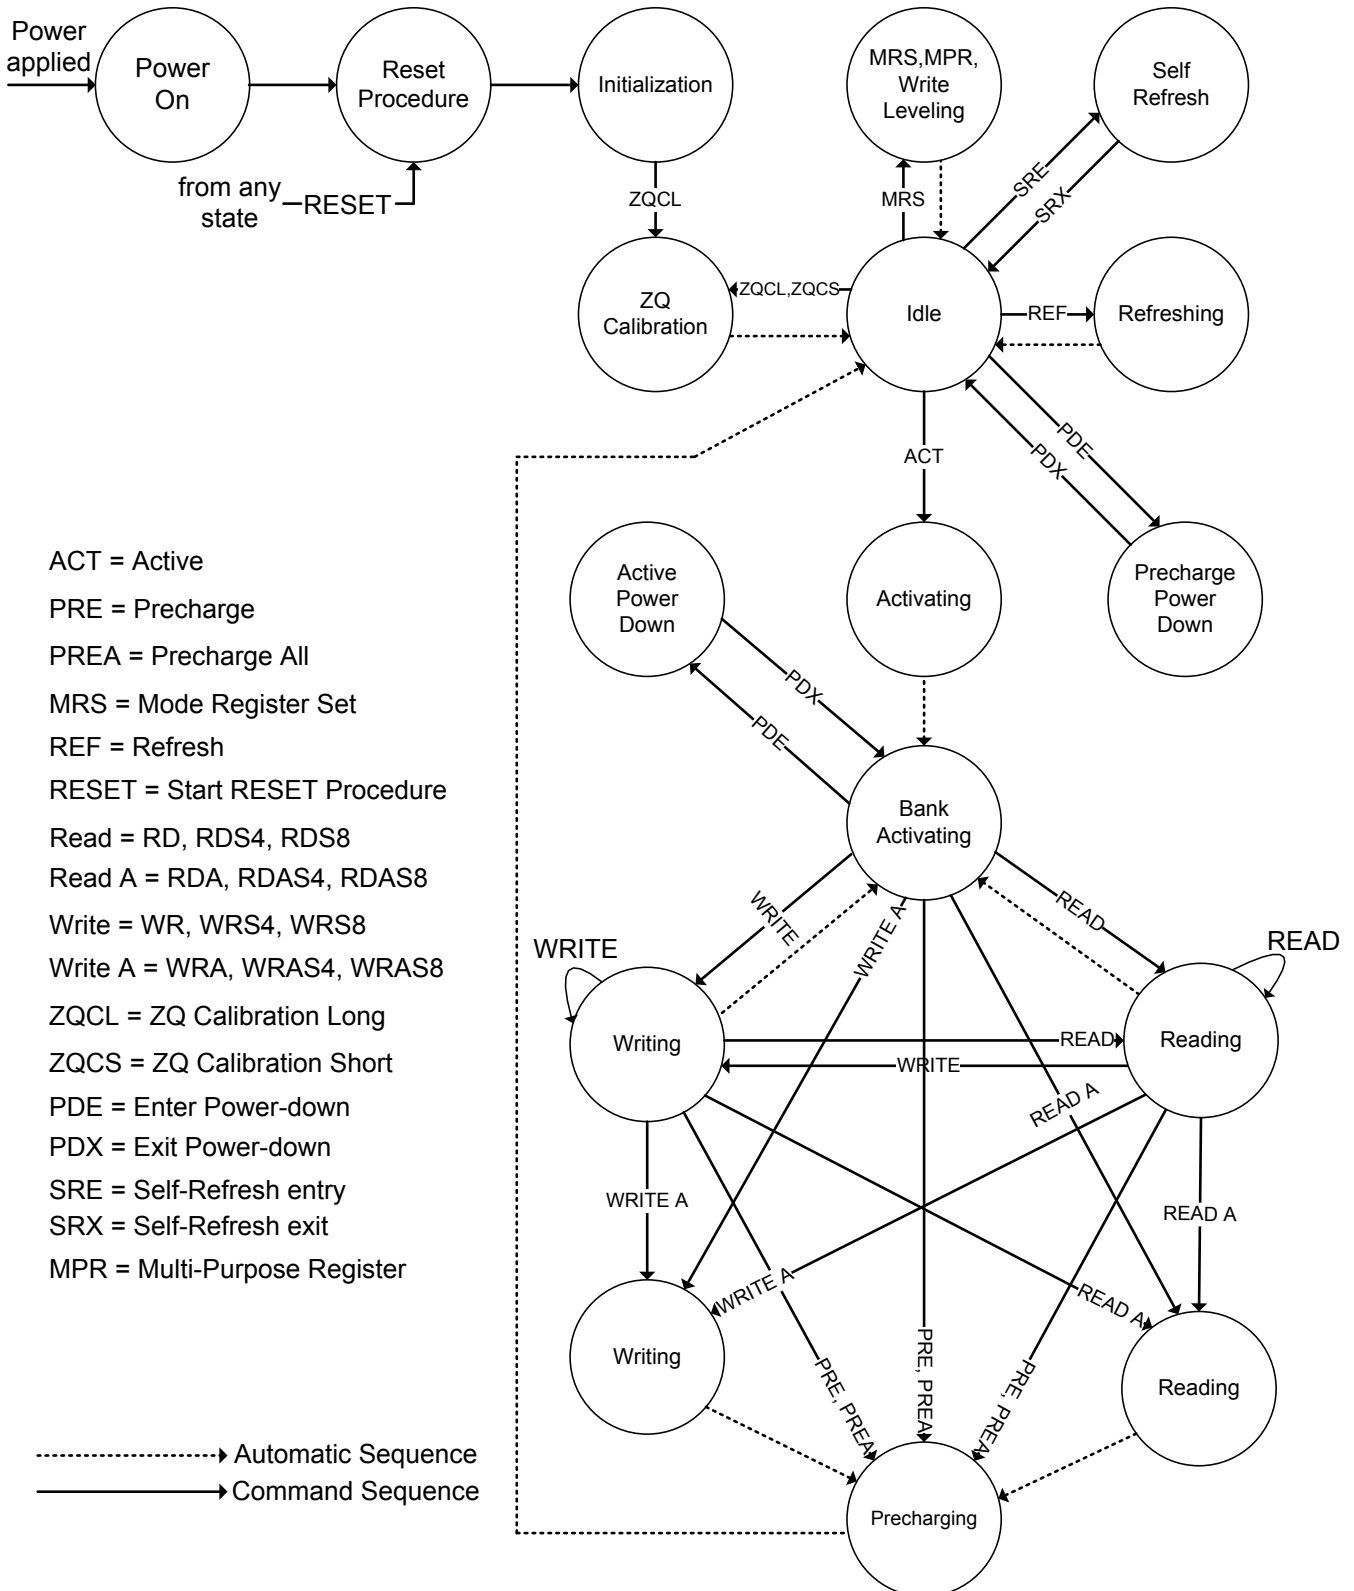 Power
applied
Power
On
Reset
Procedure
Initialization
MRS,MPR,
Write
Leveling
Self
Refresh
from any
state
RESET
ZQCL
MRS
SRE
SRX
ZQ
Calibration
ZQCL,ZQCS
Idle
REF
Refreshing
ACT
PDE
PDX
Active
Power
Down
Activating
Precharge
Power
Down
PDX
PDE
Bank
Activating
ACT = Active
PRE = Precharge
PREA = Precharge All
MRS = Mode Register Set
REF = Refresh
RESET = Start RESET Procedure
Read = RD, RDS4, RDS8
Read A = RDA, RDAS4, RDAS8
Write = WR, WRS4, WRS8
Write A = WRA, WRAS4, WRAS8
ZQCL = ZQ Calibration Long
ZQCS = ZQ Calibration Short
PDE = Enter Power-down
PDX = Exit Power-down
SRE = Self-Refresh entry
SRX = Self-Refresh exit
MPR = Multi-Purpose Register
WRITE
WRITE A
READ
WRITE
READ
Writing
READ
Reading
WRITE
READ A
WRITE A
READ A
WRITE A
READ A
Writing
PRE, PREA
PRE, PREA
PRE, PREA
Reading
Precharging
Automatic Sequence
Command Sequence